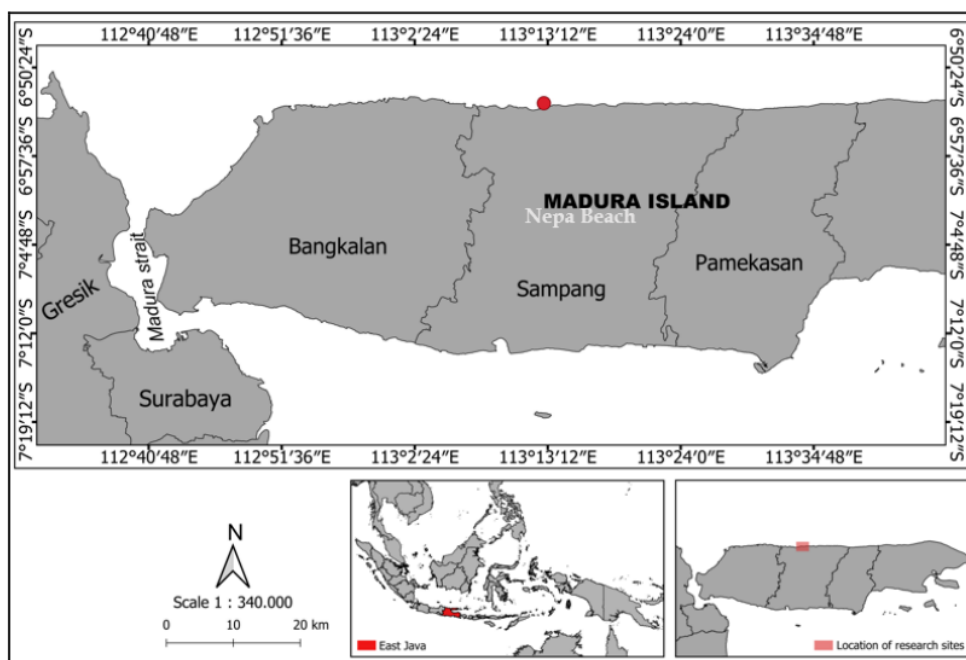 112°40′48″E 112°51′36″E 113°2′24″E 113°13′12″E 113°24′0″E 113°34′48″E
6°50′24″S
6°57′36″S
7°4′48″S
7°12′0″S
7°19′12″S
6°50′24″S
6°57′36″S
7°4′48″S
7°12′0″S
7°19′12″S
MADURA ISLAND
Nepa Beach
Bangkalan
Sampang
Pamekasan
Gresik
Madura strait
Surabaya
112°40′48″E 112°51′36″E 113°2′24″E 113°13′12″E 113°24′0″E 113°34′48″E
N
Scale 1 : 340.000
0 10 20 km
East Java
Location of research sites